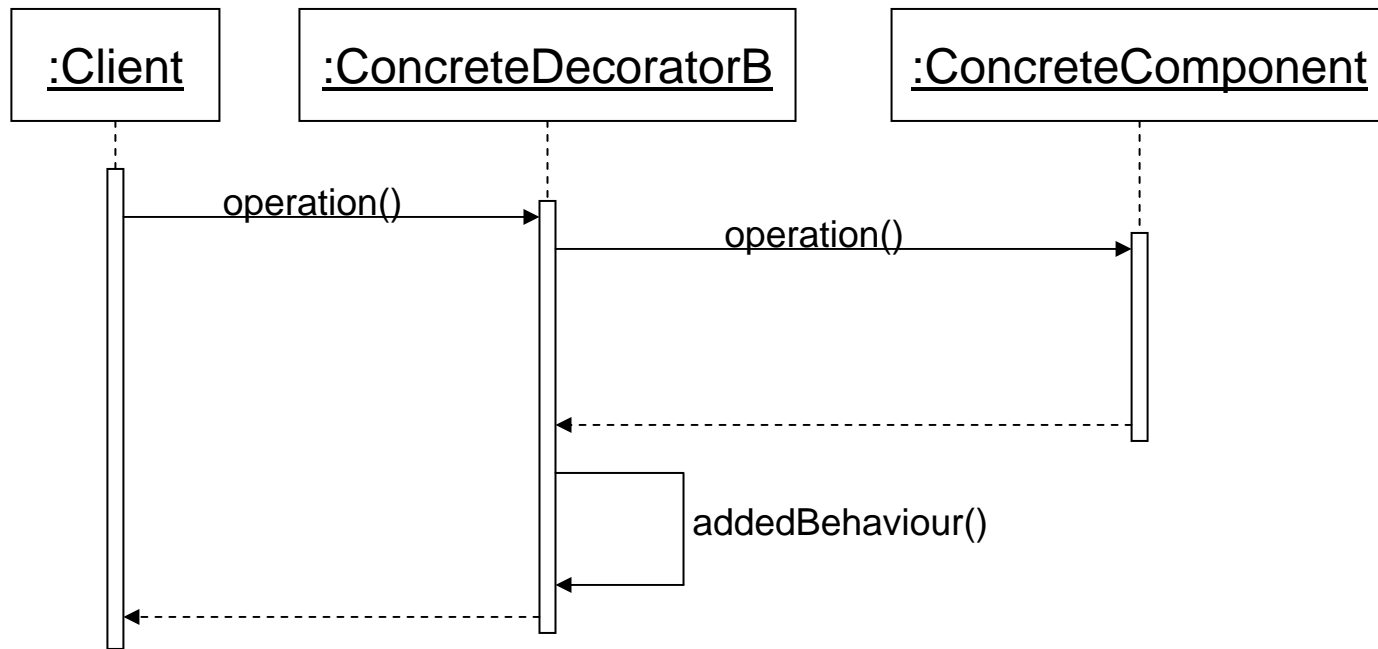 :Client
:ConcreteDecoratorB
:ConcreteComponent
operation()
operation()
addedBehaviour()